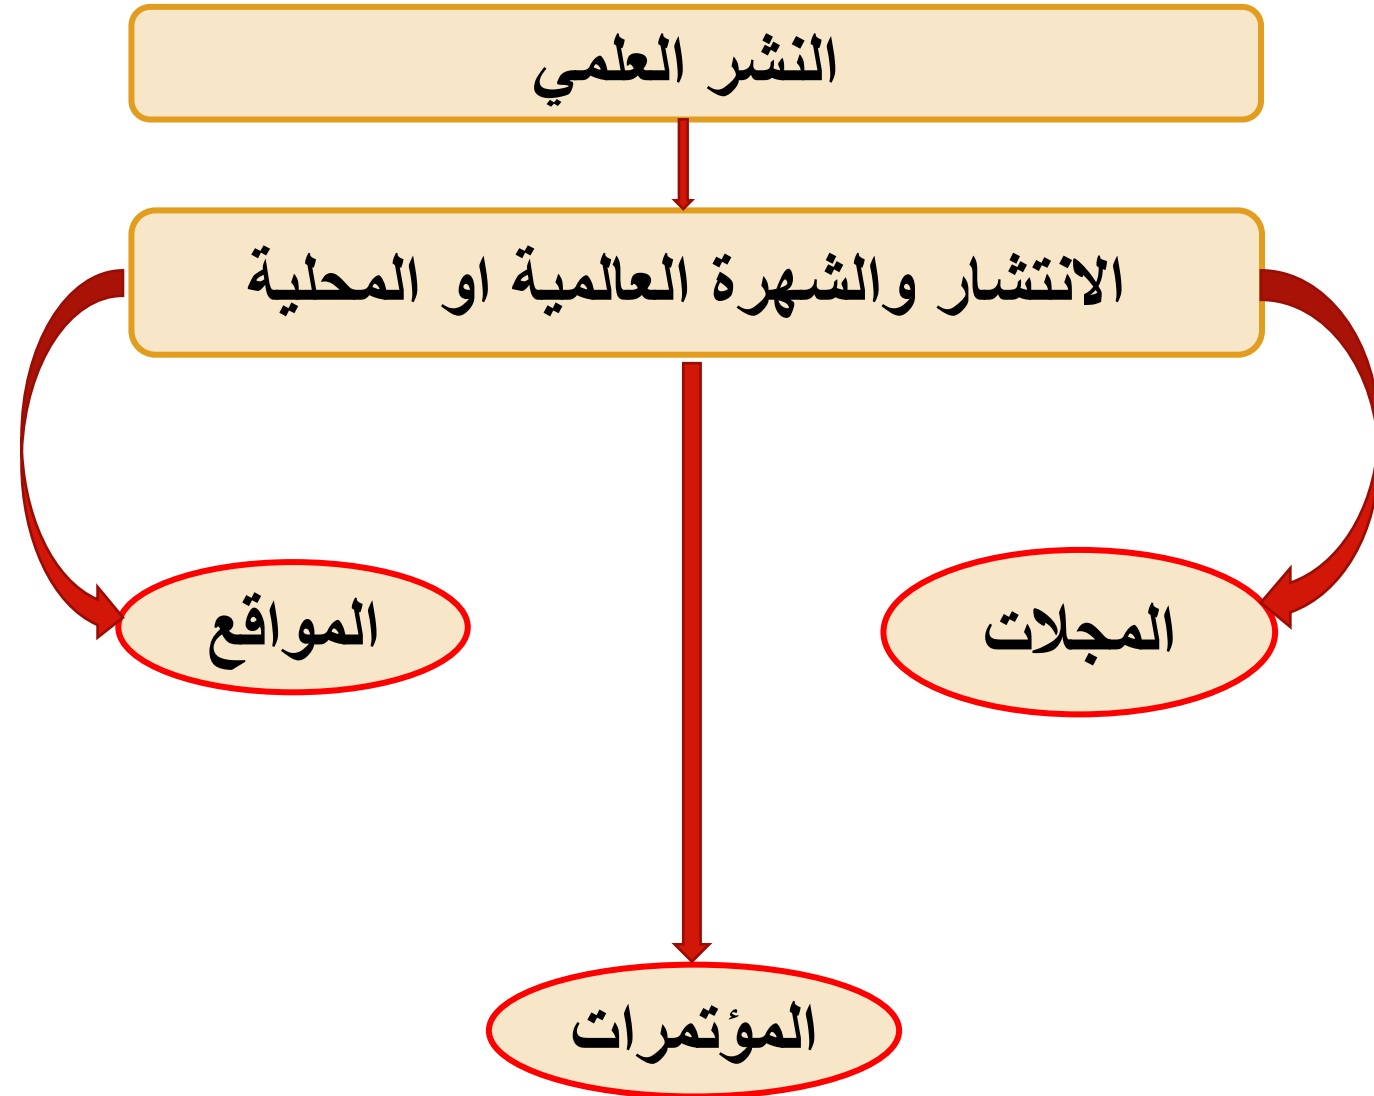 النشر العلمي
الانتشار والشهرة العالمية او المحلية
المجلات
المواقع
المؤتمرات